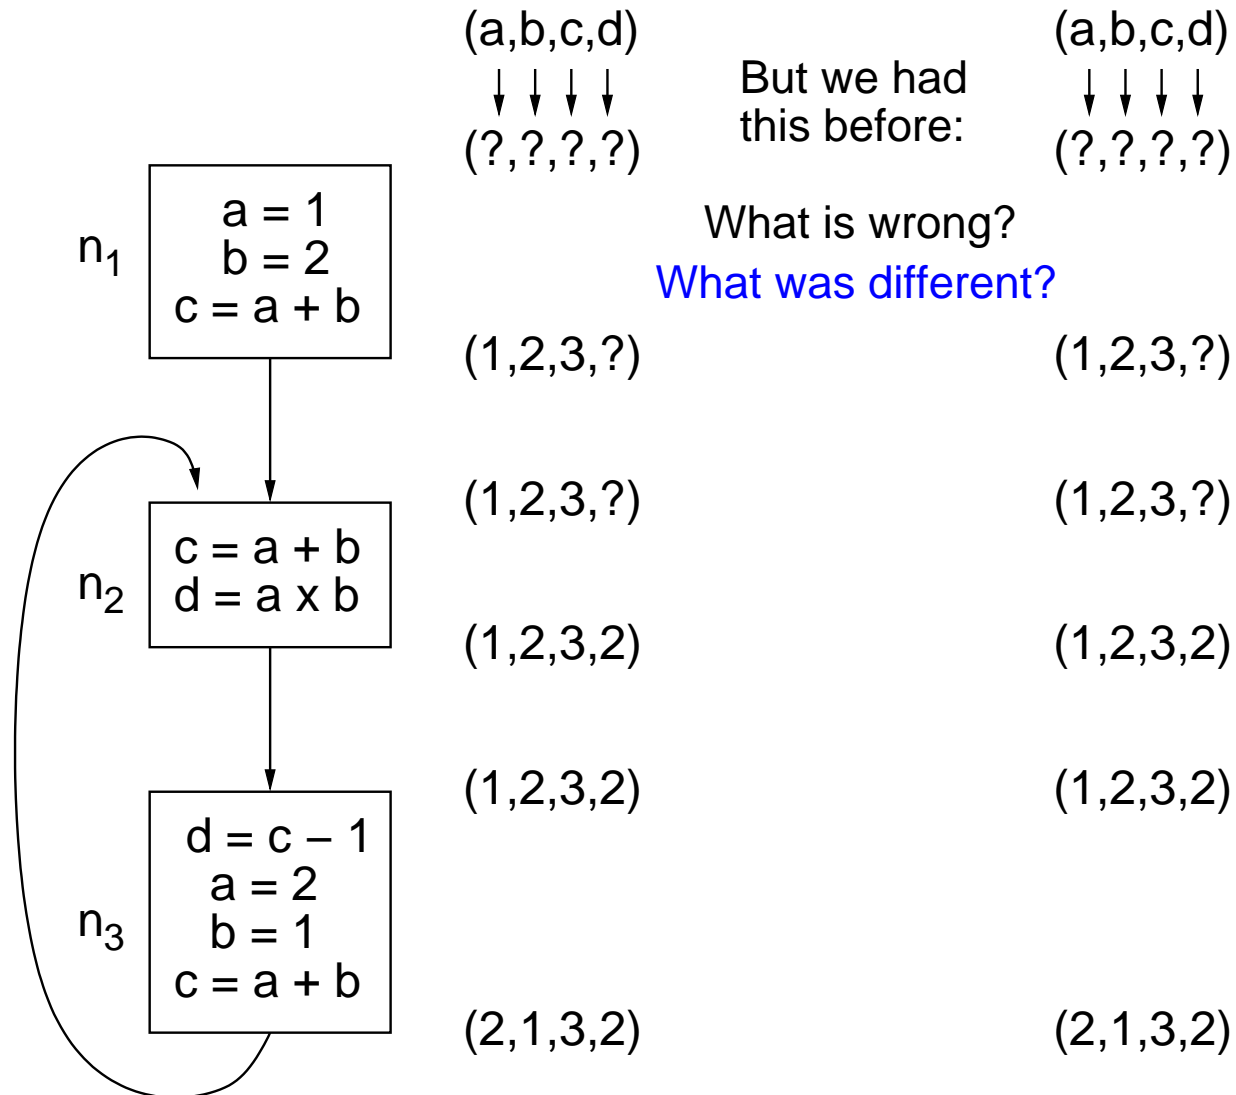 (a,b,c,d)
(?,?,?,?)
But we had
this before:
(a,b,c,d)
(?,?,?,?)
What is wrong?
What was different?
n1
a = 1
b = 2
c = a + b
(1,2,3,?)
(1,2,3,?)
(1,2,3,?)
(1,2,3,?)
n2
c = a + b
d = a x b
(1,2,3,2)
(1,2,3,2)
(1,2,3,2)
(1,2,3,2)
n3
d = c – 1
a = 2
b = 1
c = a + b
(2,1,3,2)
(2,1,3,2)